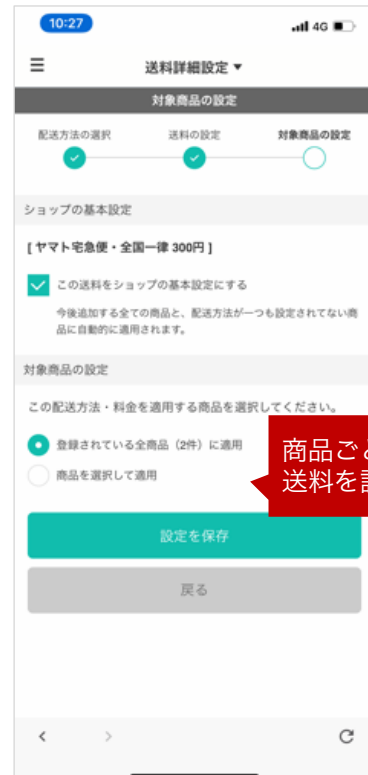 10:27
4G
送料詳細設定 ▼
対象商品の設定
配送方法の選択
送料の設定
対象商品の設定
ショップの基本設定
[ ヤマト宅急便・全国一律 300円 ]
この送料をショップの基本設定にする
今後追加する全ての商品と、配送方法が一つも設定されてない商
品に自動的に適用されます。
対象商品の設定
この配送方法・料金を適用する商品を選択してください。
登録されている全商品（2件）に適用
商品を選択して適用
商品ご
送料を
設定を保存
戻る